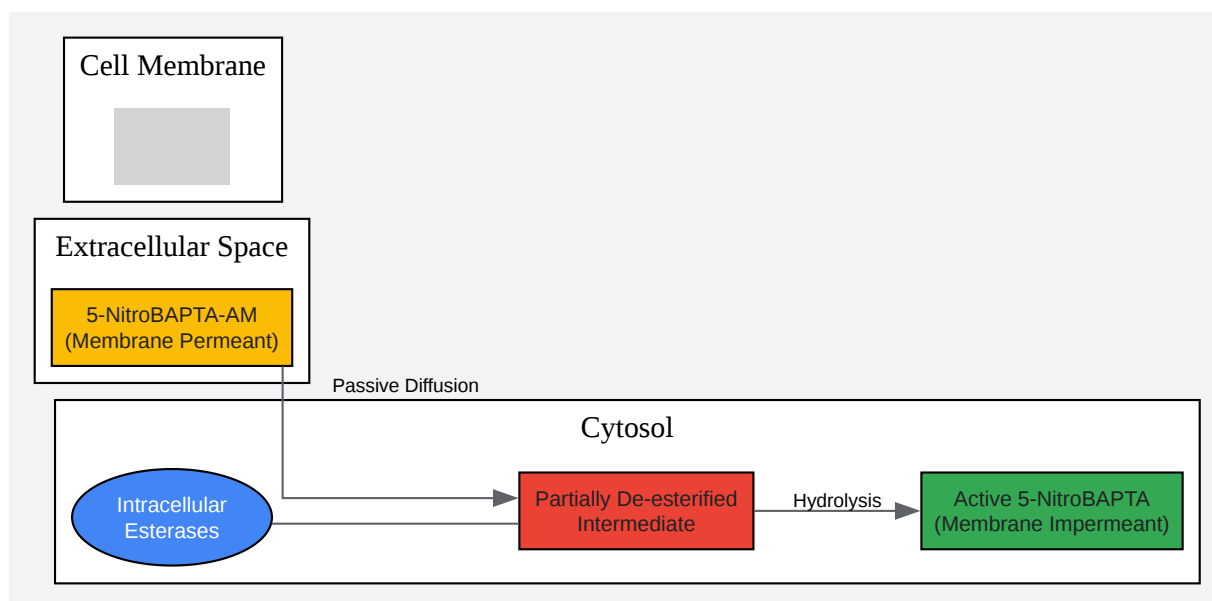 Cell Membrane
Extracellular Space
5-NitroBAPTA-AM
(Membrane Permeant)
Passive Diffusion
Cytosol
Intracellular
Esterases
Partially De-esterified
Intermediate
Hydrolysis
Active 5-NitroBAPTA
(Membrane Impermeant)